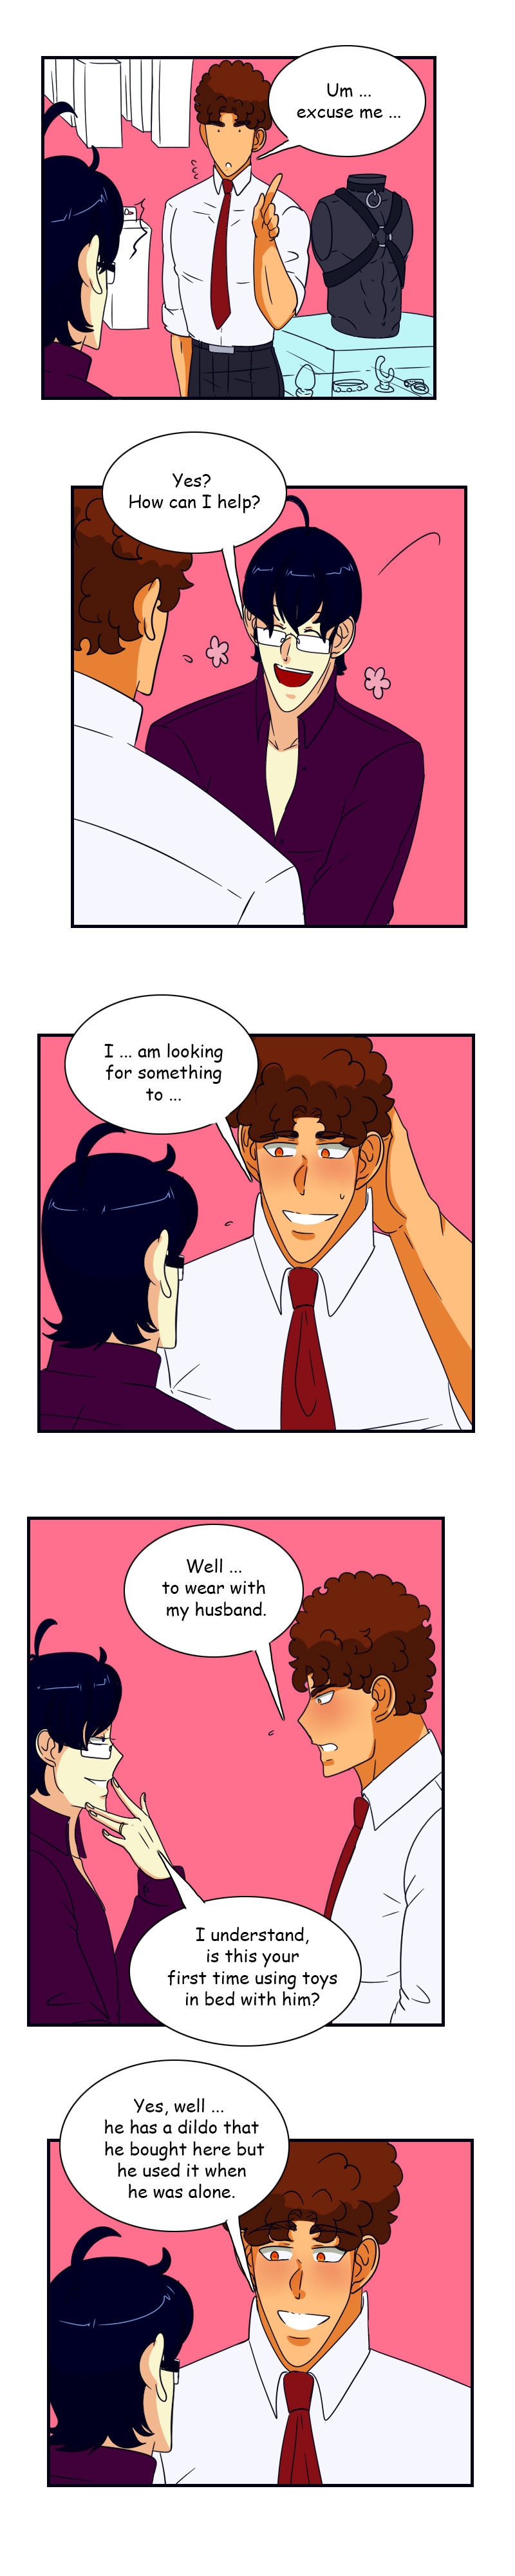 Um ...
excuse me ...
Yes?
How can I help?
I ... am looking
for something
to ...
Well ...
to wear with
my husband.
I understand,
is this your
first time using toys
in bed with him?
Yes, well ...
he has a dildo that
he bought here but
he used it when
he was alone.